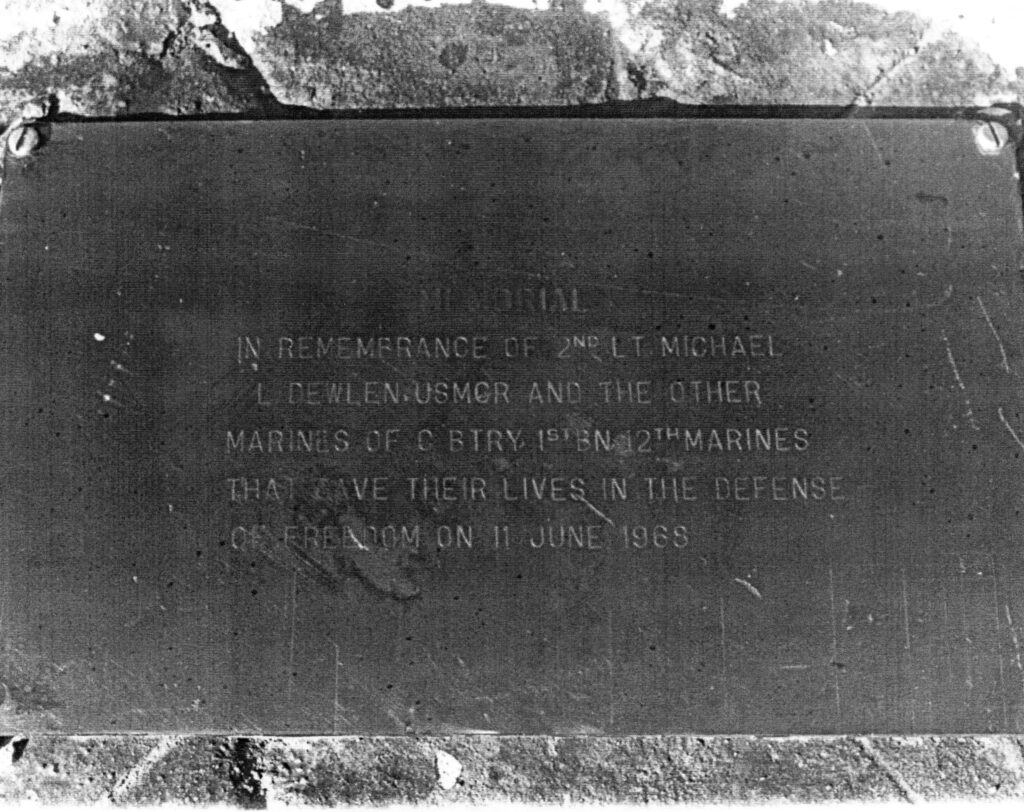 MEMORIAL
IN REMEMBRANCE OF 2ND LT. MICHAEL
L. DEWLEN, USMCR AND THE OTHER
MARINES OF C BTRY, 1ST BN, 12TH MARINES
THAT GAVE THEIR LIVES IN THE DEFENSE
OF FREEDOM ON 11 JUNE 1968